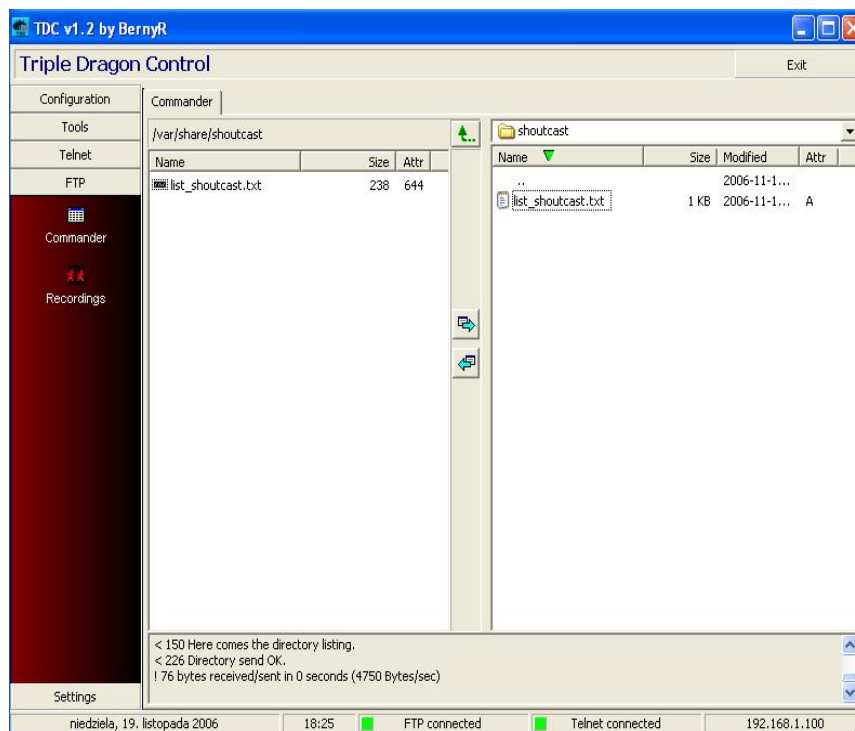 TDC v1.2 by BernyR
Triple Dragon Control
Exit
Configuration
Tools
Telnet
FTP
Commander
Recordings
Settings
Commander
/var/share/shoutcast
Name Size Attr
list_shoutcast.txt 238 644
shoutcast
Name Size Modified Attr
.. 2006-11-1...
list_shoutcast.txt 1 KB 2006-11-1... A
< 150 Here comes the directory listing.
< 226 Directory send OK.
! 76 bytes received/sent in 0 seconds (4750 Bytes/sec)
niedziela, 19. listopada 2006 18:25 FTP connected Telnet connected 192.168.1.100